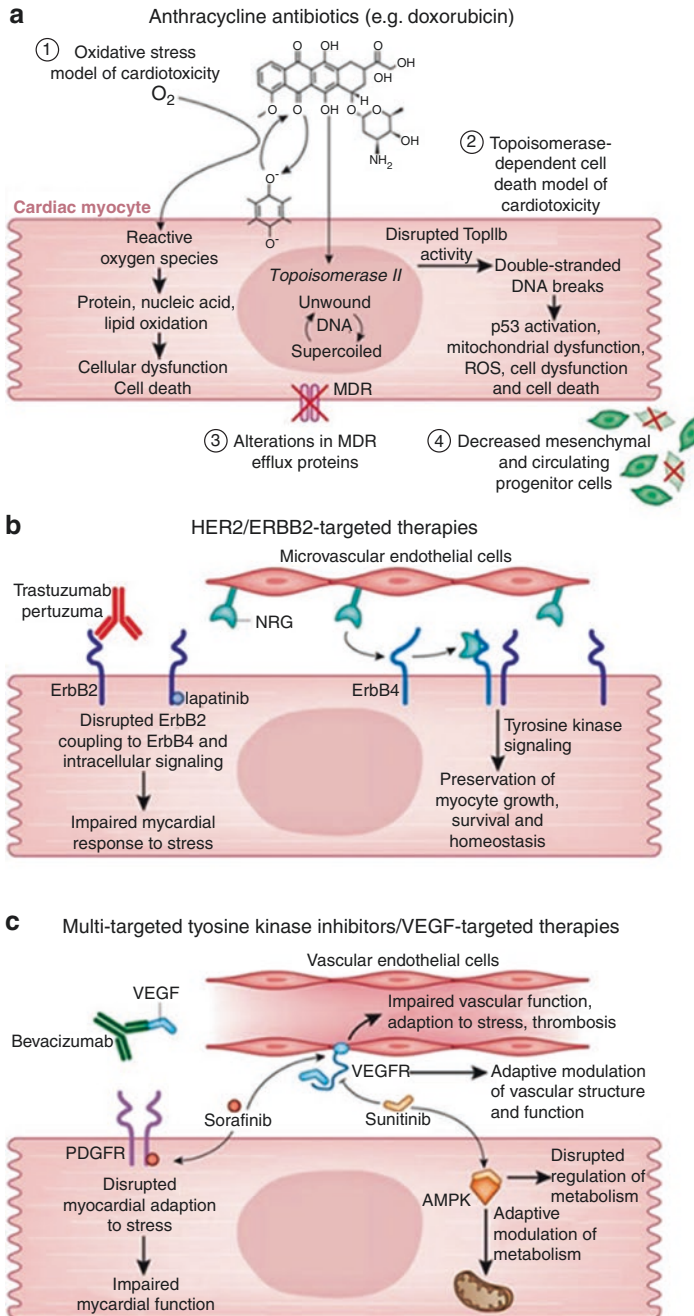 a
Anthracycline antibiotics (e.g. doxorubicin)
1 Oxidative stress
model of cardiotoxicity
O2
O OH O
OH
OH
O O OH O H
O
OH
NH2
O-
O-
2 Topoisomerase-
dependent cell
death model of
cardiotoxicity
Cardiac myocyte
Reactive
oxygen species
Protein, nucleic acid,
lipid oxidation
Cellular dysfunction
Cell death
Topoisomerase II
Unwound
DNA
Supercoiled
Disrupted TopIIb
activity
Double-stranded
DNA breaks
p53 activation,
mitochondrial dysfunction,
ROS, cell dysfunction
and cell death
MDR
3 Alterations in MDR
efflux proteins
4 Decreased mesenchymal
and circulating
progenitor cells
b
HER2/ERBB2-targeted therapies
Microvascular endothelial cells
Trastuzumab
pertuzuma
NRG
ErbB2
lapatinib
ErbB4
Disrupted ErbB2
coupling to ErbB4 and
intracellular signaling
Impaired mycardial
response to stress
Tyrosine kinase
signaling
Preservation of
myocyte growth,
survival and
homeostasis
c
Multi-targeted tyosine kinase inhibitors/VEGF-targeted therapies
Vascular endothelial cells
VEGF
Bevacizumab
Impaired vascular function,
adaption to stress, thrombosis
VEGFR
Adaptive modulation
of vascular structure
and function
Sorafinib
Sunitinib
PDGFR
Disrupted
myocardial adaption
to stress
Impaired
mycardial function
AMPK
Disrupted
regulation of
metabolism
Adaptive
modulation of
metabolism